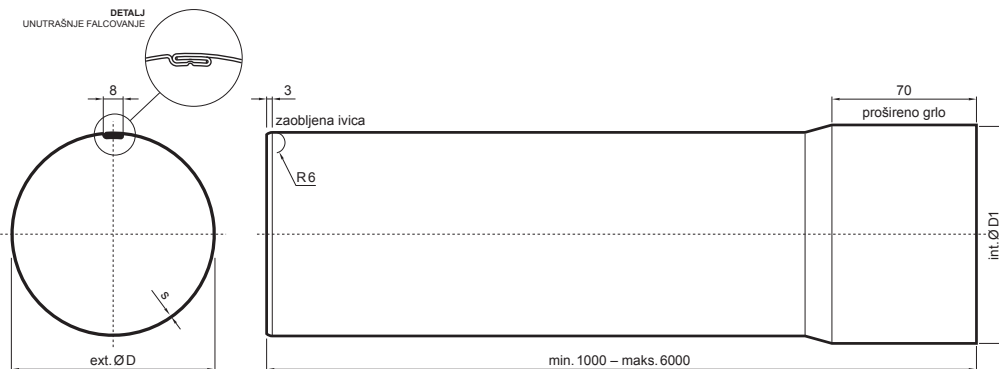 DETALJ
UNUTRAŠNJE FALCOVANJE
8
3
70
zaobljena ivica
prošireno grlo
R6
int. Ø D1
s
ext. Ø D
min. 1000 – maks. 6000